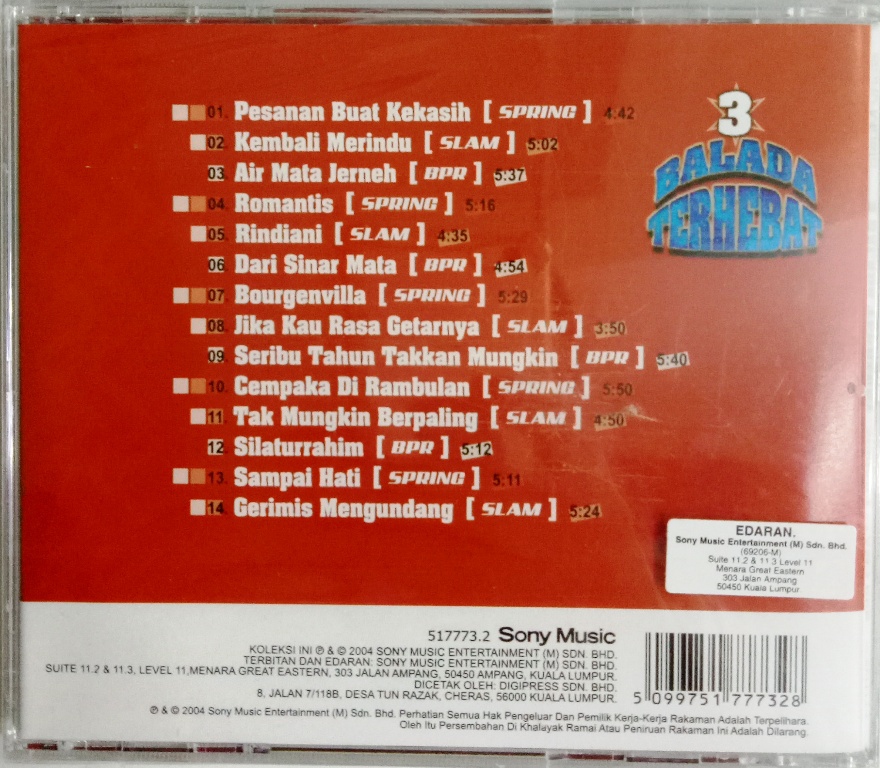 01. Pesanan Buat Kekasih [ SPRING ] 4:42
02. Kembali Merindu [ SLAM ] 5:02
03. Air Mata Jerneh [ BPR ] 5:37
04. Romantis [ SPRING ] 5:16
05. Rindiani [ SLAM ] 4:35
06. Dari Sinar Mata [ BPR ] 4:54
07. Bourgenvilla [ SPRING ] 5:29
08. Jika Kau Rasa Getarnya [ SLAM ] 3:50
09. Seribu Tahun Takkan Mungkin [ BPR ] 5:40
10. Cempaka Di Rambulan [ SPRING ] 5:50
11. Tak Mungkin Berpaling [ SLAM ] 4:50
12. Silaturrahim [ BPR ] 5:12
13. Sampai Hati [ SPRING ] 5:11
14. Gerimis Mengundang [ SLAM ] 5:24
3
BALADA
TERHEBAT
EDARAN.
Sony Music Entertainment (M) Sdn. Bhd.
(69206-M)
Suite 11.2 & 11.3 Level 11
Menara Great Eastern
303 Jalan Ampang
50450 Kuala Lumpur
517773.2 Sony Music
KOLEKSI INI ℗ & © 2004 SONY MUSIC ENTERTAINMENT (M) SDN. BHD.
TERBITAN DAN EDARAN: SONY MUSIC ENTERTAINMENT (M) SDN. BHD.
SUITE 11.2 & 11.3, LEVEL 11,MENARA GREAT EASTERN, 303 JALAN AMPANG, 50450 AMPANG, KUALA LUMPUR.
DICETAK OLEH: DIGIPRESS SDN. BHD.
8, JALAN 7/118B, DESA TUN RAZAK, CHERAS, 56000 KUALA LUMPUR.
5 099751 777328
℗ & © 2004 Sony Music Entertainment (M) Sdn. Bhd. Perhatian Semua Hak Pengeluar Dan Pemilik Kerja-Kerja Rakaman Adalah Terpelihara.
Oleh Itu Persembahan Di Khalayak Ramai Atau Peniruan Rakaman Ini Adalah Dilarang.